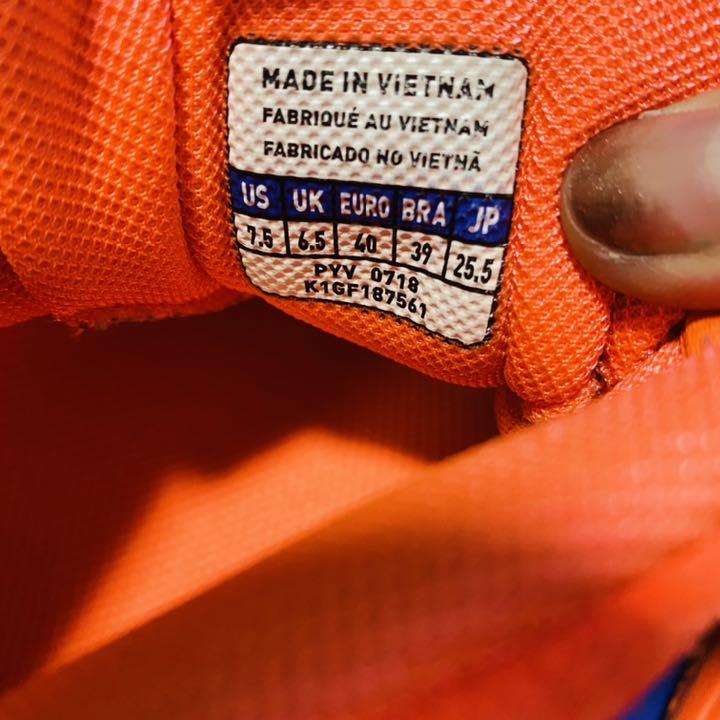 MADE IN VIETNAM
FABRIQUÉ AU VIETNAM
FABRICADO NO VIETNÃ
US UK EURO BRA JP
7.5 6.5 40 39 25.5
PYV 0718
K1GF187561